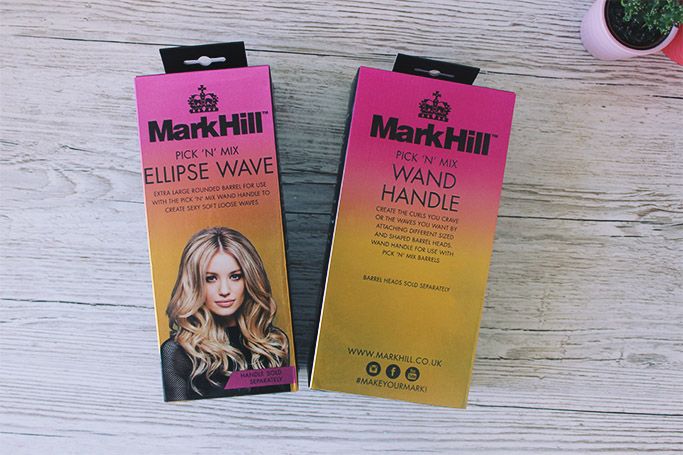 MarkHill™
PICK 'N' MIX
ELLIPSE WAVE
EXTRA LARGE ROUNDED BARREL FOR USE
WITH THE PICK 'N' MIX WAND HANDLE TO
CREATE SEXY SOFT LOOSE WAVES
HANDLE SOLD
SEPARATELY
MarkHill™
PICK 'N' MIX
WAND
HANDLE
CREATE THE CURLS YOU CRAVE
OR THE WAVES YOU WANT BY
ATTACHING DIFFERENT SIZED
AND SHAPED BARREL HEADS.
WAND HANDLE FOR USE WITH
PICK 'N' MIX BARRELS
BARREL HEADS SOLD SEPARATELY
WWW.MARKHILL.CO.UK
#MAKEYOURMARK!